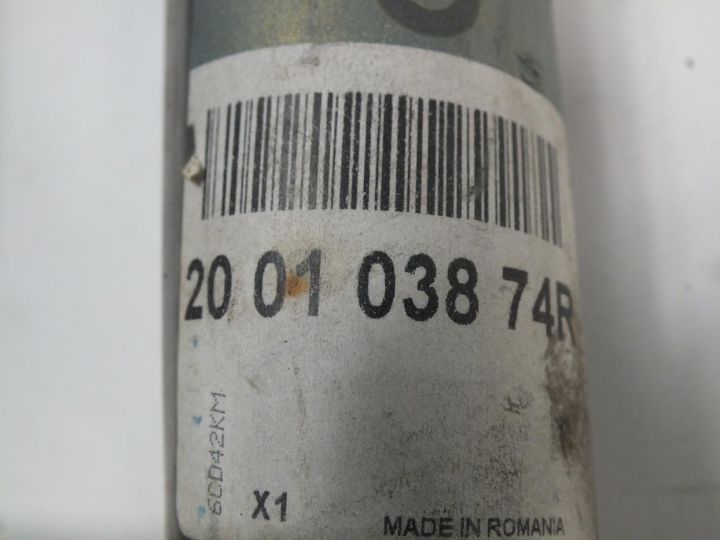 20 01 038 74R
6CD42KM
X1
MADE IN ROMANIA